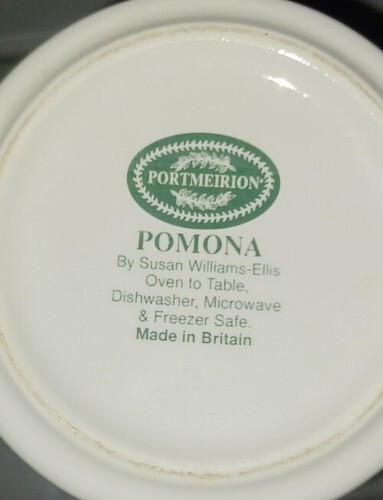 PORTMEIRION®
POMONA
By Susan Williams-Ellis
Oven to Table,
Dishwasher, Microwave
& Freezer Safe.
Made in Britain